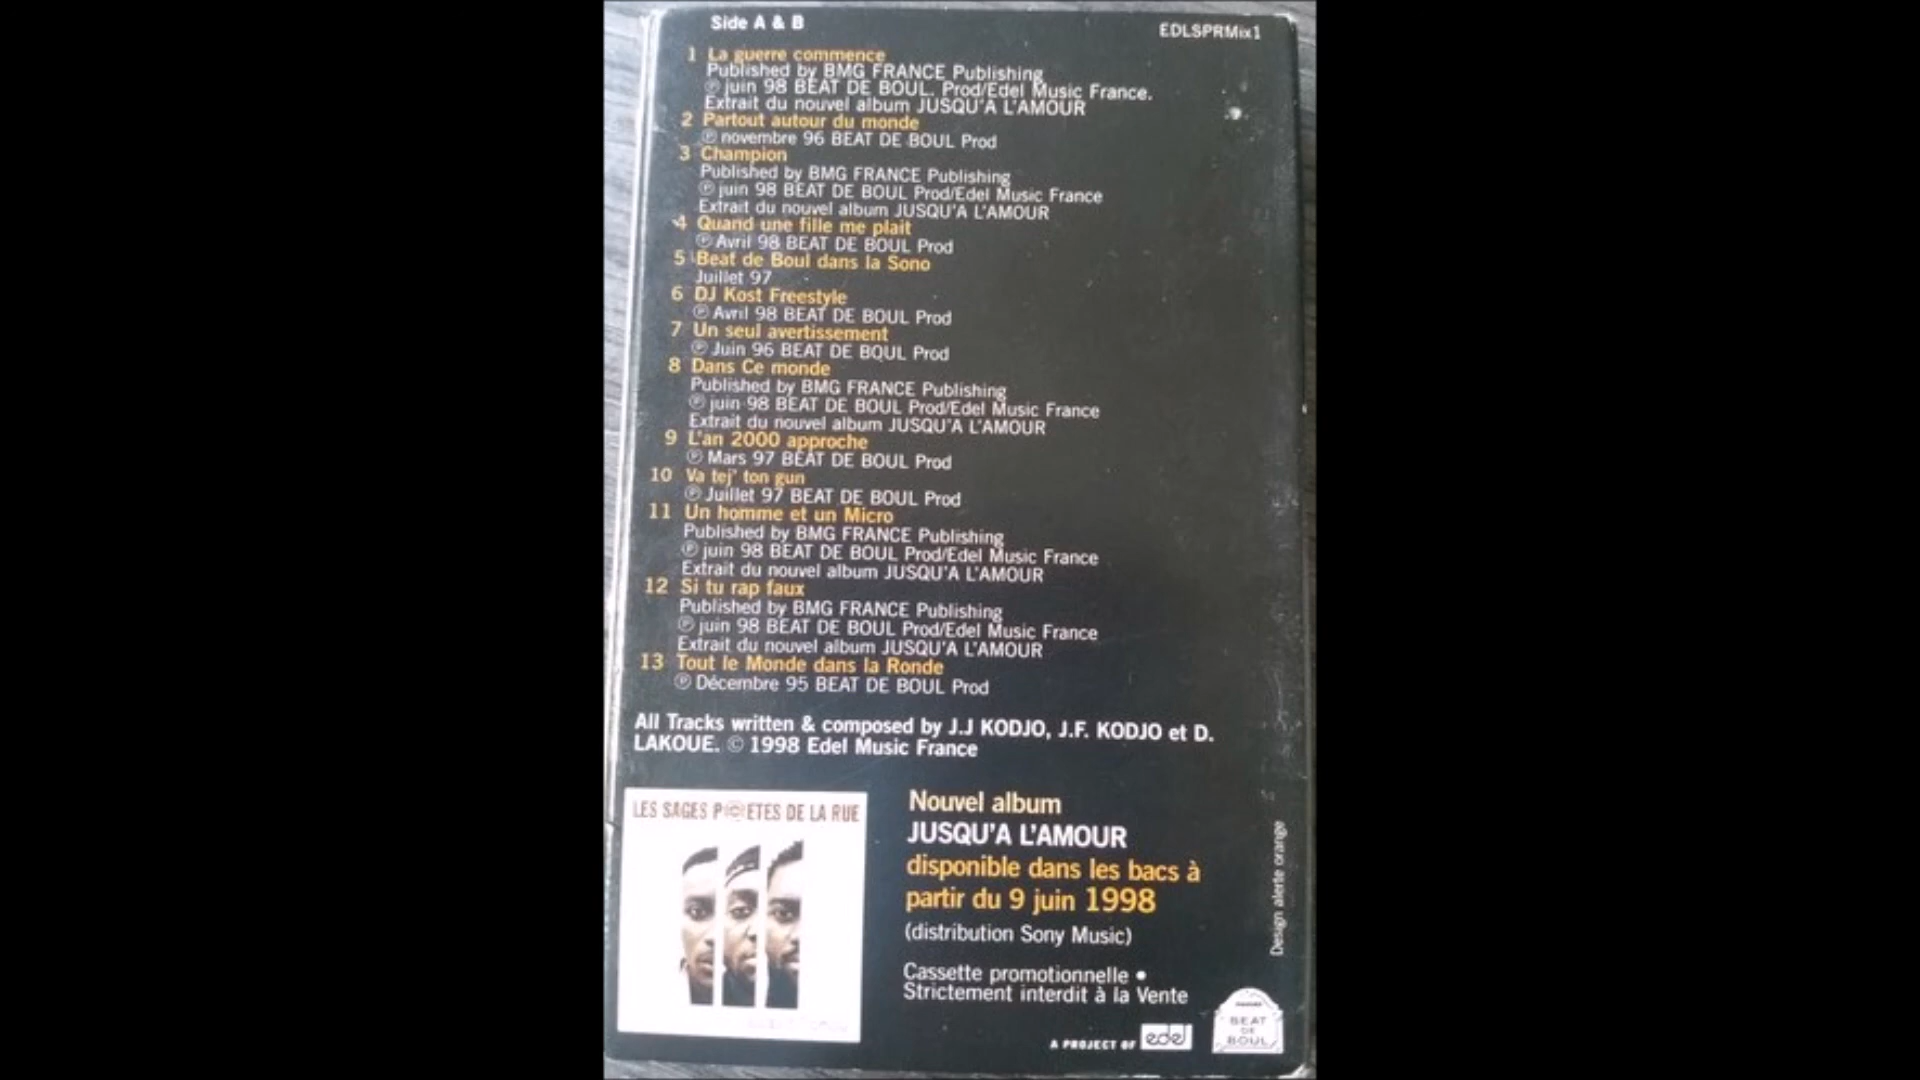 Side A & B
EDLSPRMix1
1 La guerre commence
Published by BMG FRANCE Publishing
℗ juin 98 BEAT DE BOUL. Prod/Edel Music France.
Extrait du nouvel album JUSQU'A L'AMOUR
2 Partout autour du monde
℗ novembre 96 BEAT DE BOUL Prod
3 Champion
Published by BMG FRANCE Publishing
℗ juin 98 BEAT DE BOUL Prod/Edel Music France
Extrait du nouvel album JUSQU'A L'AMOUR
4 Quand une fille me plait
℗ Avril 98 BEAT DE BOUL Prod
5 Beat de Boul dans la Sono
Juillet 97
6 DJ Kost Freestyle
℗ Avril 98 BEAT DE BOUL Prod
7 Un seul avertissement
℗ Juin 96 BEAT DE BOUL Prod
8 Dans Ce monde
Published by BMG FRANCE Publishing
℗ juin 98 BEAT DE BOUL Prod/Edel Music France
Extrait du nouvel album JUSQU'A L'AMOUR
9 L'an 2000 approche
℗ Mars 97 BEAT DE BOUL Prod
10 Va tej' ton gun
℗ Juillet 97 BEAT DE BOUL Prod
11 Un homme et un Micro
Published by BMG FRANCE Publishing
℗ juin 98 BEAT DE BOUL Prod/Edel Music France
Extrait du nouvel album JUSQU'A L'AMOUR
12 Si tu rap faux
Published by BMG FRANCE Publishing
℗ juin 98 BEAT DE BOUL Prod/Edel Music France
Extrait du nouvel album JUSQU'A L'AMOUR
13 Tout le Monde dans la Ronde
℗ Décembre 95 BEAT DE BOUL Prod
All Tracks written & composed by J.J KODJO, J.F. KODJO et D.
LAKOUE. © 1998 Edel Music France
LES SAGES POETES DE LA RUE
Nouvel album
JUSQU'A L'AMOUR
disponible dans les bacs à
partir du 9 juin 1998
(distribution Sony Music)
Cassette promotionnelle •
Strictement interdit à la Vente
A PROJECT OF edel
BEAT
DE
BOUL
Design alerte orange